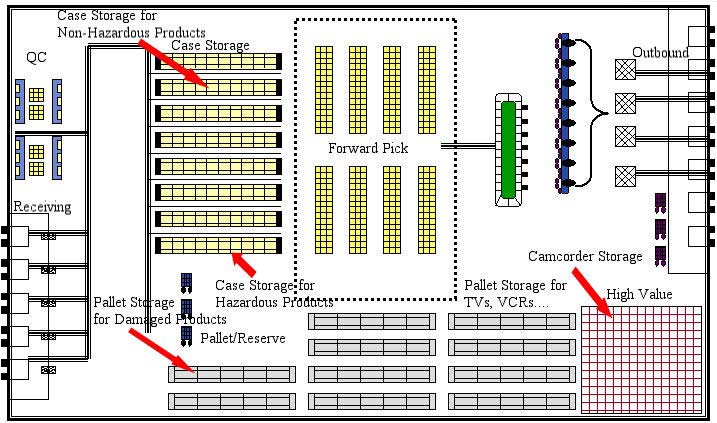 Case Storage for
Non-Hazardous Products
Case Storage
QC
Outbound
Forward Pick
Receiving
Camcorder Storage
Case Storage for
Hazardous Products
Pallet Storage for
TVs, VCRs....
High Value
Pallet Storage
for Damaged Products
Pallet/Reserve